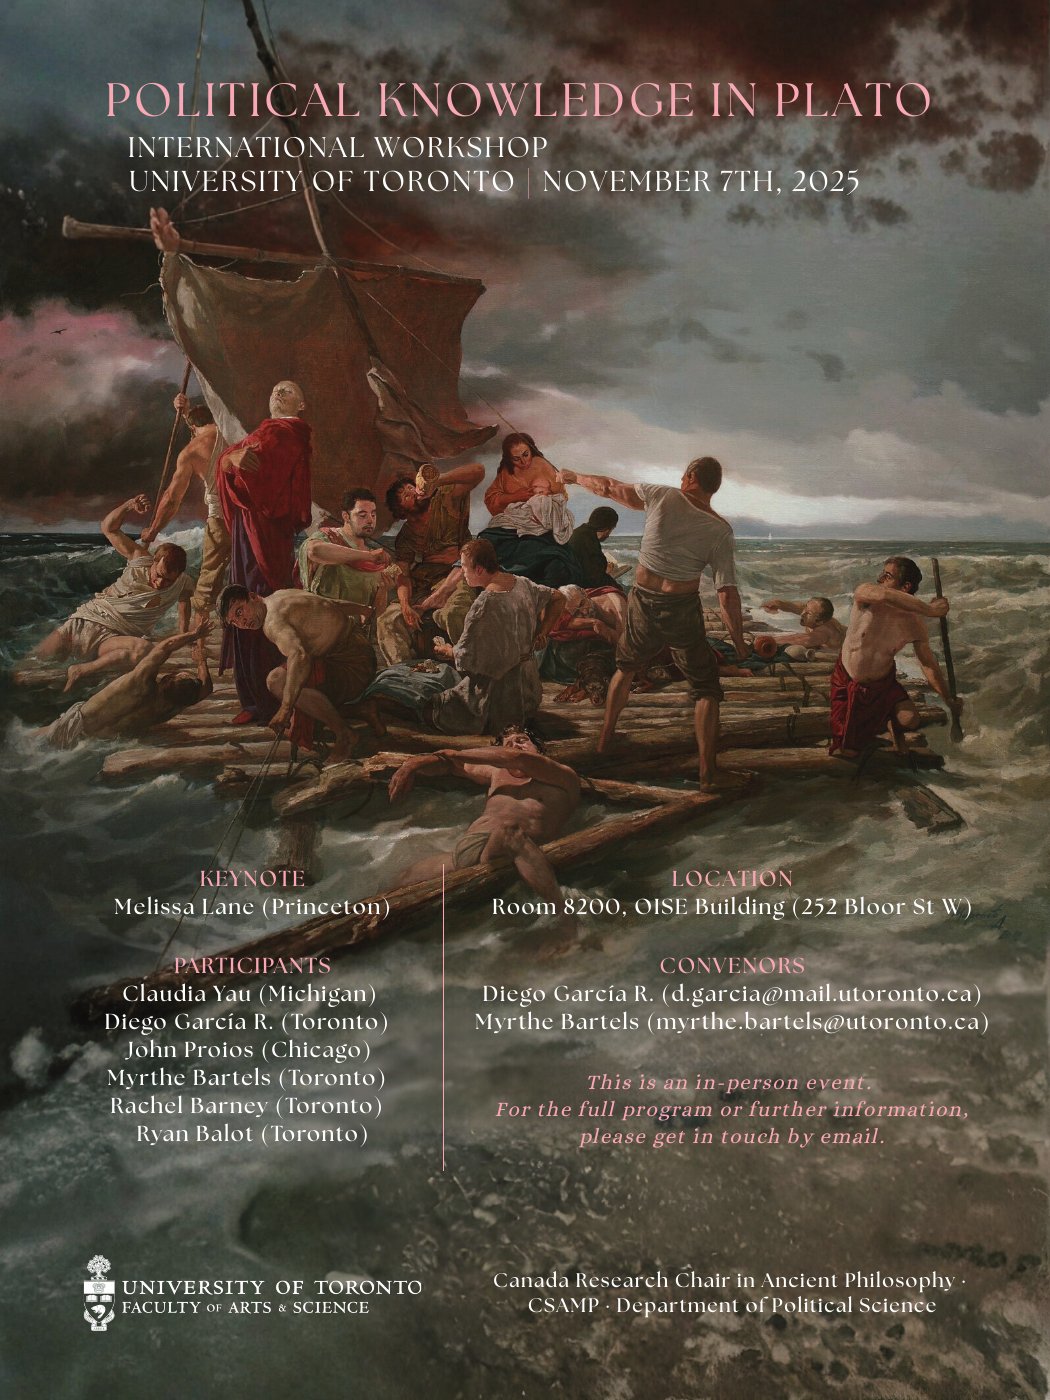 POLITICAL KNOWLEDGE IN PLATO
INTERNATIONAL WORKSHOP
UNIVERSITY OF TORONTO | NOVEMBER 7TH, 2025
KEYNOTE
Melissa Lane (Princeton)
PARTICIPANTS
Claudia Yau (Michigan)
Diego García R. (Toronto)
John Proios (Chicago)
Myrthe Bartels (Toronto)
Rachel Barney (Toronto)
Ryan Balot (Toronto)
LOCATION
Room 8200, OISE Building (252 Bloor St W)
CONVENORS
Diego García R. (d.garcia@mail.utoronto.ca)
Myrthe Bartels (myrthe.bartels@utoronto.ca)
This is an in-person event.
For the full program or further information,
please get in touch by email.
UNIVERSITY OF TORONTO
FACULTY OF ARTS & SCIENCE
Canada Research Chair in Ancient Philosophy ·
CSAMP · Department of Political Science